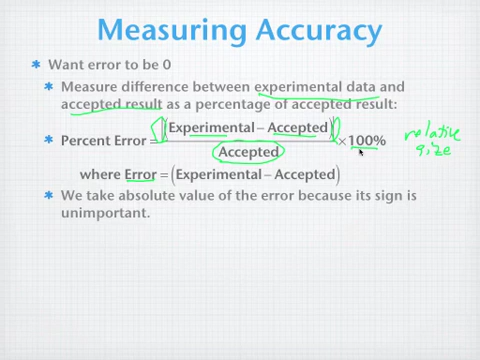 Measuring Accuracy
* Want error to be 0
* Measure difference between experimental data and
accepted result as a percentage of accepted result:
* Percent Error = |(Experimental – Accepted)| / Accepted × 100%
relative
size
where Error = (Experimental – Accepted)
* We take absolute value of the error because its sign is
unimportant.